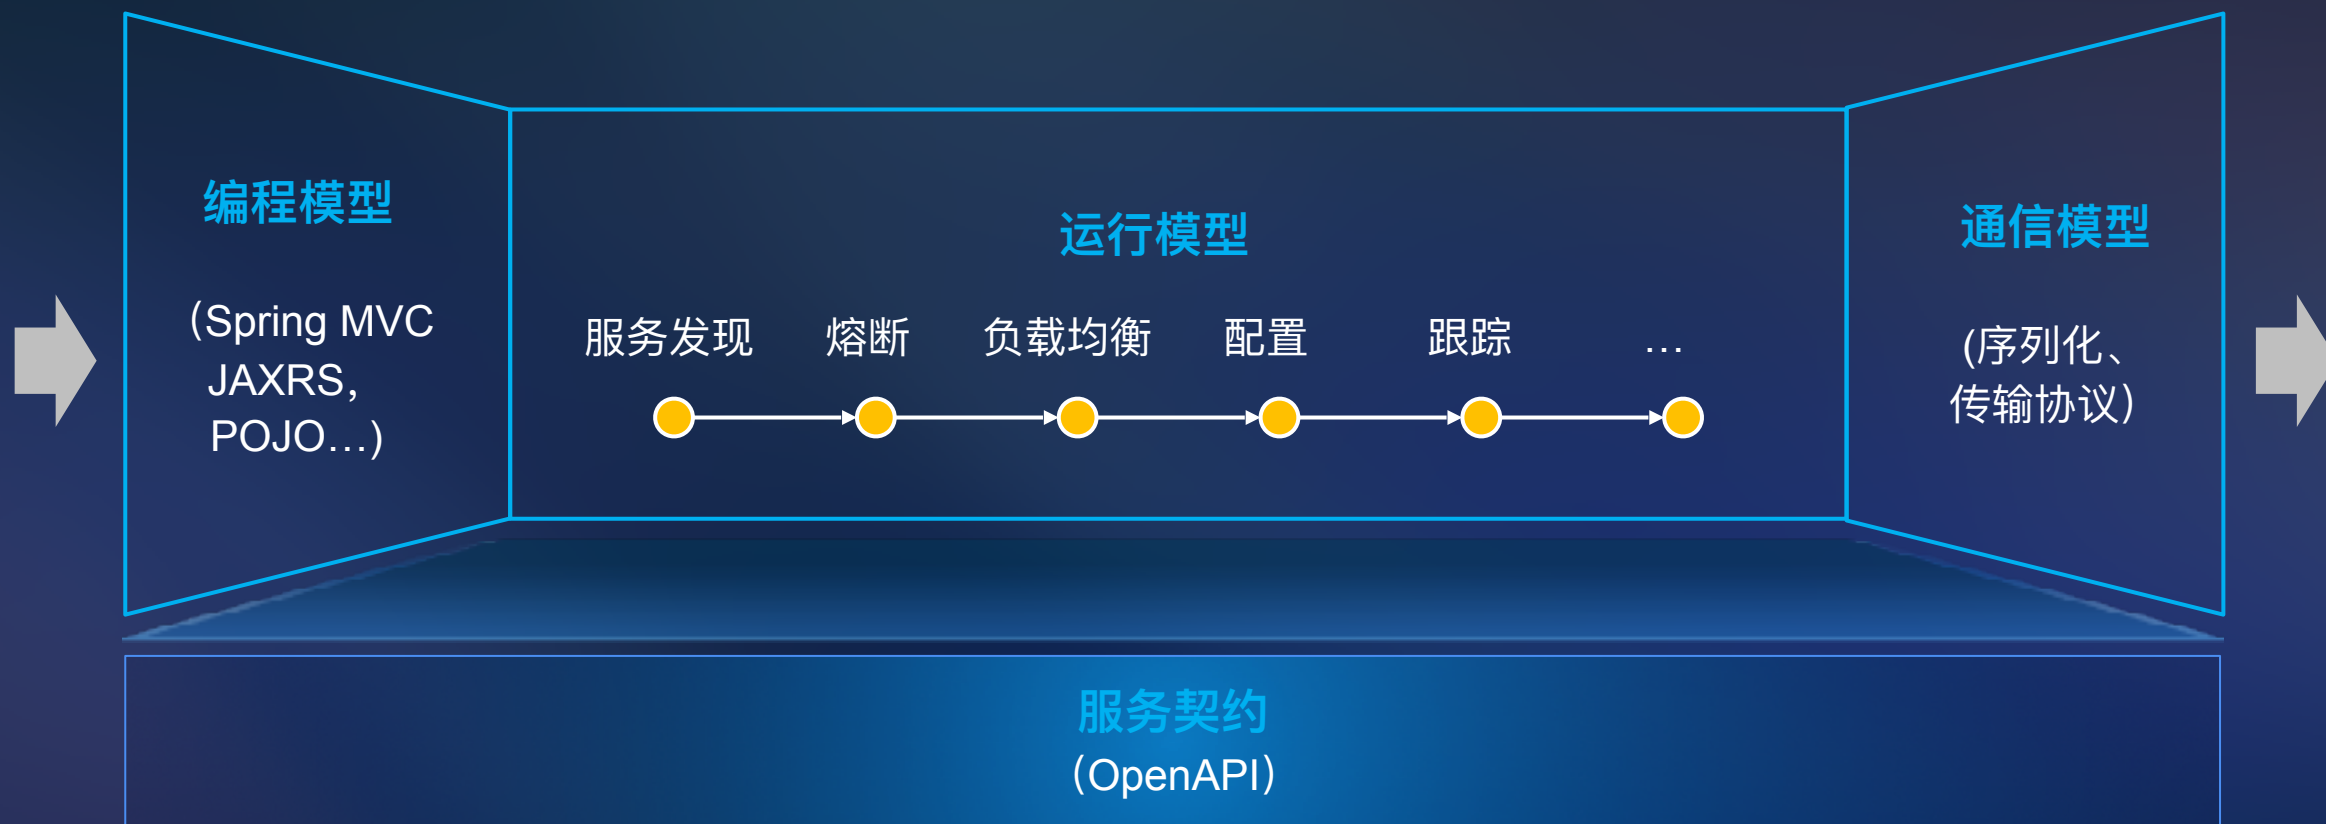 编程模型
（Spring MVC
JAXRS，
POJO…）
运行模型
服务发现 熔断 负载均衡 配置 跟踪 …
通信模型
(序列化、
传输协议）
服务契约
（OpenAPI）